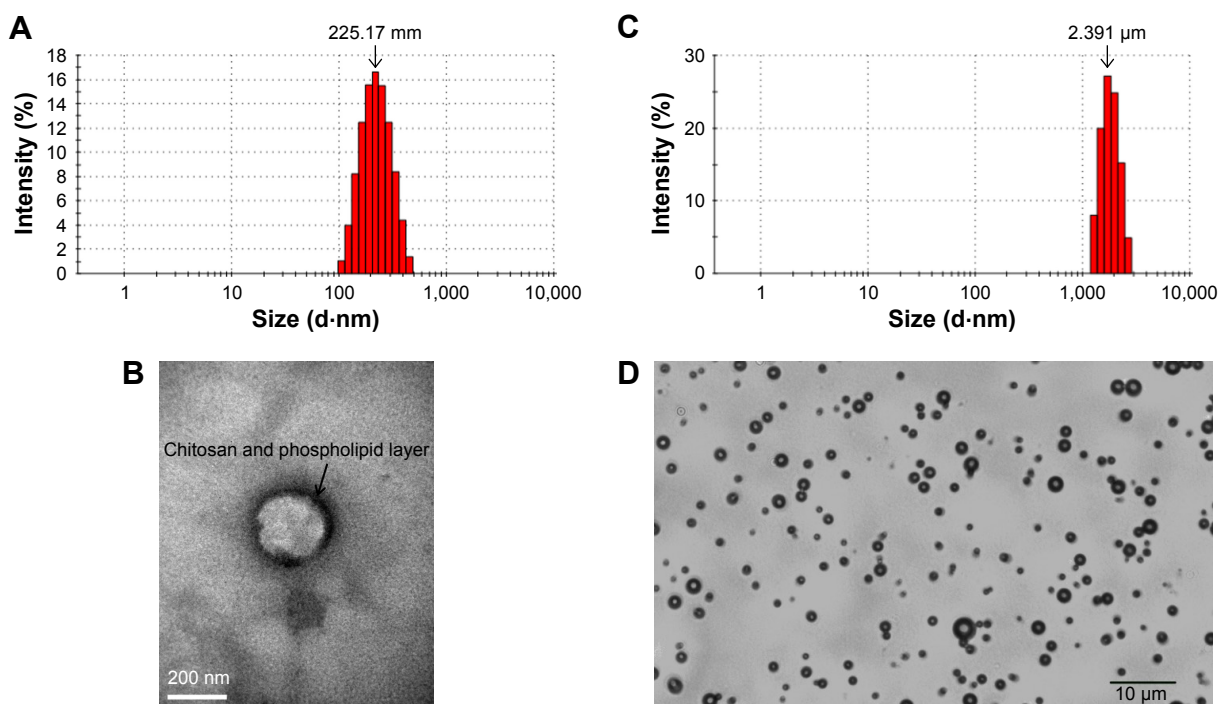 A
225.17 mm
Intensity (%)
18
16
14
12
10
8
6
4
2
0
1
10
100
1,000
10,000
Size (d·nm)
C
2.391 µm
Intensity (%)
30
20
10
0
1
10
100
1,000
10,000
Size (d·nm)
B
Chitosan and phospholipid layer
200 nm
D
10 µm